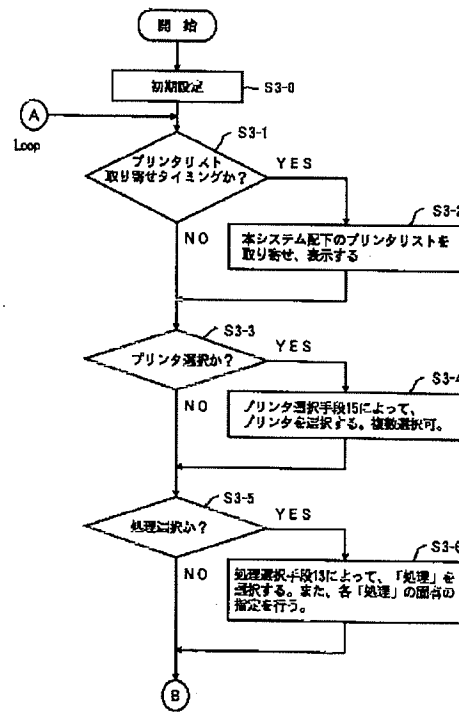 開 始
初期設定
S3-0
A
Loop
S3-1
プリンタリスト
取り寄せタイミングか?
YES
S3-2
本システム配下のプリンタリストを
取り寄せ、表示する
NO
S3-3
プリンタ選択か?
YES
S3-4
プリンタ選択手段15によって、
プリンタを選択する。複数選択可。
NO
S3-5
処理選択か?
YES
S3-6
処理選択手段13によって、「処理」を
選択する。また、各「処理」の
指定を行う。
NO
B